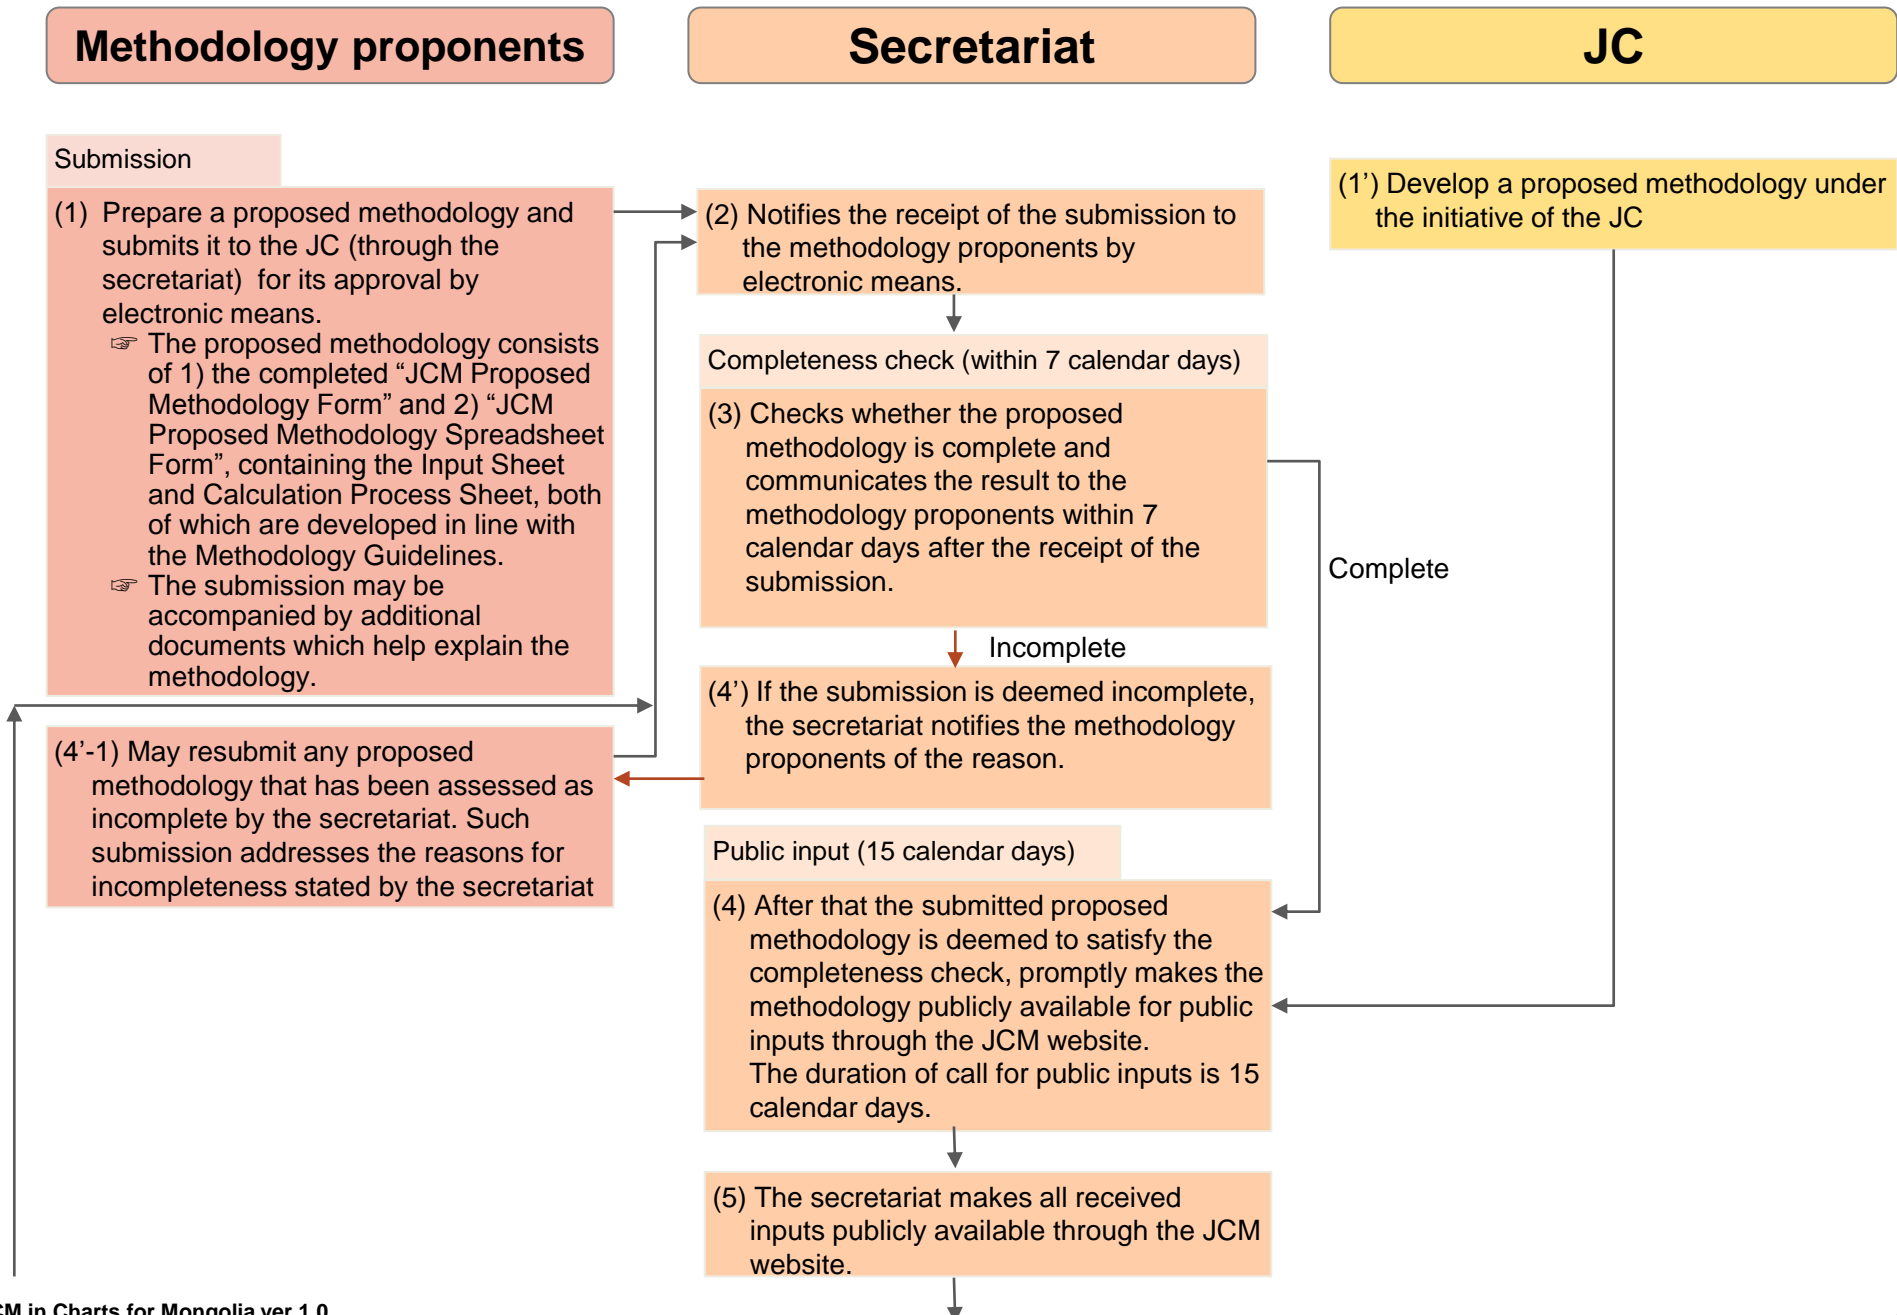 Methodology proponents
Secretariat
JC
Submission
(1) Prepare a proposed methodology and
submits it to the JC (through the
secretariat) for its approval by
electronic means.
☞ The proposed methodology consists
of 1) the completed “JCM Proposed
Methodology Form” and 2) “JCM
Proposed Methodology Spreadsheet
Form”, containing the Input Sheet
and Calculation Process Sheet, both
of which are developed in line with
the Methodology Guidelines.
☞ The submission may be
accompanied by additional
documents which help explain the
methodology.
(4’-1) May resubmit any proposed
methodology that has been assessed as
incomplete by the secretariat. Such
submission addresses the reasons for
incompleteness stated by the secretariat
(2) Notifies the receipt of the submission to
the methodology proponents by
electronic means.
Completeness check (within 7 calendar days)
(3) Checks whether the proposed
methodology is complete and
communicates the result to the
methodology proponents within 7
calendar days after the receipt of the
submission.
Incomplete
Complete
(4’) If the submission is deemed incomplete,
the secretariat notifies the methodology
proponents of the reason.
Public input (15 calendar days)
(4) After that the submitted proposed
methodology is deemed to satisfy the
completeness check, promptly makes the
methodology publicly available for public
inputs through the JCM website.
The duration of call for public inputs is 15
calendar days.
(5) The secretariat makes all received
inputs publicly available through the JCM
website.
(1’) Develop a proposed methodology under
the initiative of the JC
CM in Charts for Mongolia ver 1.0